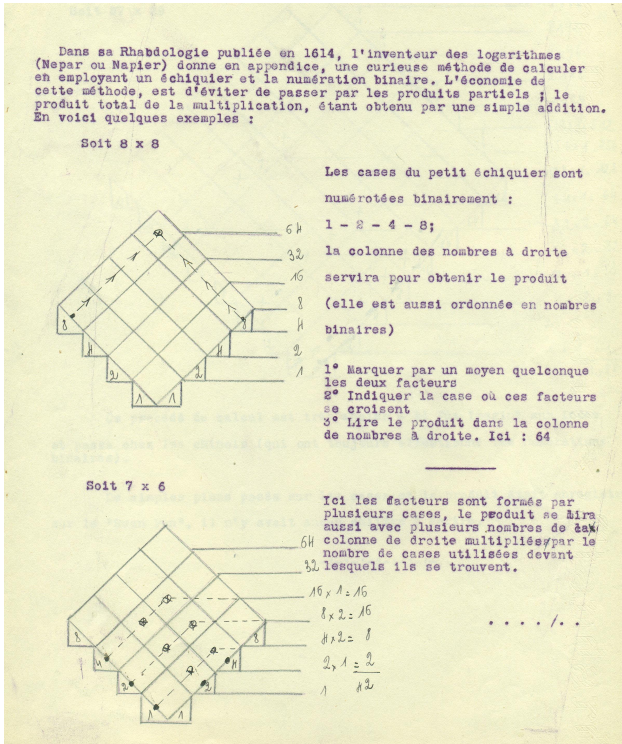 Dans sa Rhabdologie publiée en 1614, l'inventeur des logarithmes
(Nepar ou Napier) donne en appendice, une curieuse méthode de calculer
en employant un échiquier et la numération binaire. L'économie de
cette méthode, est d'éviter de passer par les produits partiels ; le
produit total de la multiplication, étant obtenu par une simple addition.
En voici quelques exemples :
Soit 8 x 8
Les cases du petit échiquier sont
numérotées binairement :
1 - 2 - 4 - 8;
la colonne des nombres à droite
servira pour obtenir le produit
(elle est aussi ordonnée en nombres
binaires)
64
32
16
8
4
2
1
8 8
4 4
2 2
1 1
1° Marquer par un moyen quelconque
les deux facteurs
2° Indiquer la case où ces facteurs
se croisent
3° Lire le produit dans la colonne
de nombres à droite. Ici : 64
Soit 7 x 6
Ici les facteurs sont formés par
plusieurs cases, le produit se lira
aussi avec plusieurs nombres de la
colonne de droite multipliés par le
nombre de cases utilisées devant
lesquels ils se trouvent.
64
32
16 x 1 = 16
8 x 2 = 16
4 x 2 = 8
2 x 1 = 2
1 42
8 8
4 4
2 2
1 1
. . . . / . .